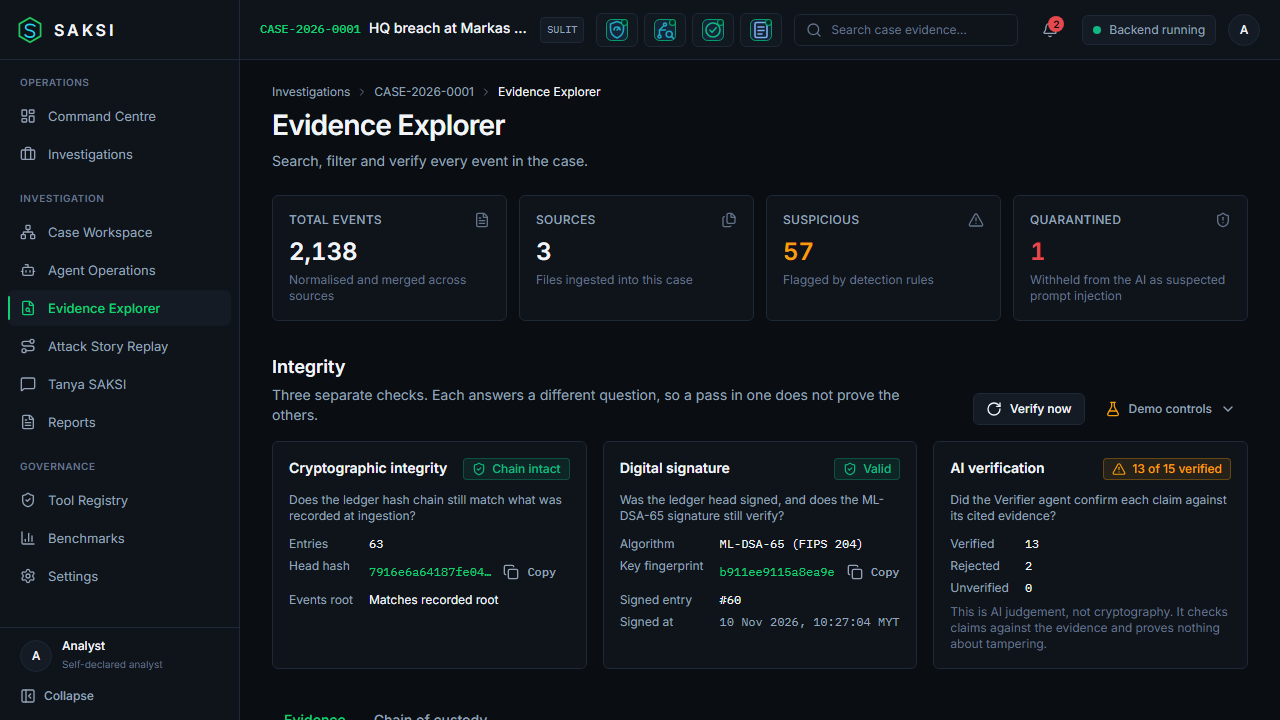 SAKSI
CASE-2026-0001 HQ breach at Markas ... SULIT
Search case evidence...
2
Backend running
A
OPERATIONS
Command Centre
Investigations
INVESTIGATION
Case Workspace
Agent Operations
Evidence Explorer
Attack Story Replay
Tanya SAKSI
Reports
GOVERNANCE
Tool Registry
Benchmarks
Settings
A
Analyst
Self-declared analyst
Collapse
Investigations > CASE-2026-0001 > Evidence Explorer
Evidence Explorer
Search, filter and verify every event in the case.
TOTAL EVENTS
2,138
Normalised and merged across
sources
SOURCES
3
Files ingested into this case
SUSPICIOUS
57
Flagged by detection rules
QUARANTINED
1
Withheld from the AI as suspected
prompt injection
Integrity
Three separate checks. Each answers a different question, so a pass in one does not prove the
others.
Verify now
Demo controls
Cryptographic integrity
Chain intact
Does the ledger hash chain still match what was
recorded at ingestion?
Entries 63
Head hash 7916e6a64187fe04… Copy
Events root Matches recorded root
Digital signature
Valid
Was the ledger head signed, and does the ML-
DSA-65 signature still verify?
Algorithm ML-DSA-65 (FIPS 204)
Key fingerprint b911ee9115a8ea9e Copy
Signed entry #60
Signed at 10 Nov 2026, 10:27:04 MYT
AI verification
13 of 15 verified
Did the Verifier agent confirm each claim against
its cited evidence?
Verified 13
Rejected 2
Unverified 0
This is AI judgement, not cryptography. It checks
claims against the evidence and proves nothing
about tampering.
Evidence
Chain of custody